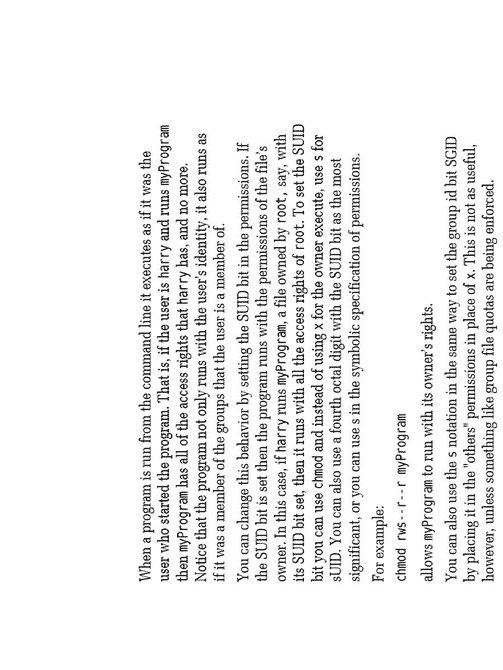 When a program is run from the command line it executes as if it was the
user who started the program. That is, if the user is harry and runs myProgram
then myProgram has all of the access rights that harry has, and no more.
Notice that the program not only runs with the user's identity, it also runs as
if it was a member of the groups that the user is a member of.
You can change this behavior by setting the SUID bit in the permissions. If
the SUID bit is set then the program runs with the permissions of the file's
owner. In this case, if harry runs myProgram, a file owned by root, say, with
its SUID bit set, then it runs with all the access rights of root. To set the SUID
bit you can use chmod and instead of using x for the owner execute, use s for
sUID. You can also use a fourth octal digit with the SUID bit as the most
significant, or you can use s in the symbolic specification of permissions.
For example:
chmod rws--r--r myProgram
allows myProgram to run with its owner's rights.
You can also use the s notation in the same way to set the group id bit SGID
by placing it in the "others" permissions in place of x. This is not as useful,
however, unless something like group file quotas are being enforced.